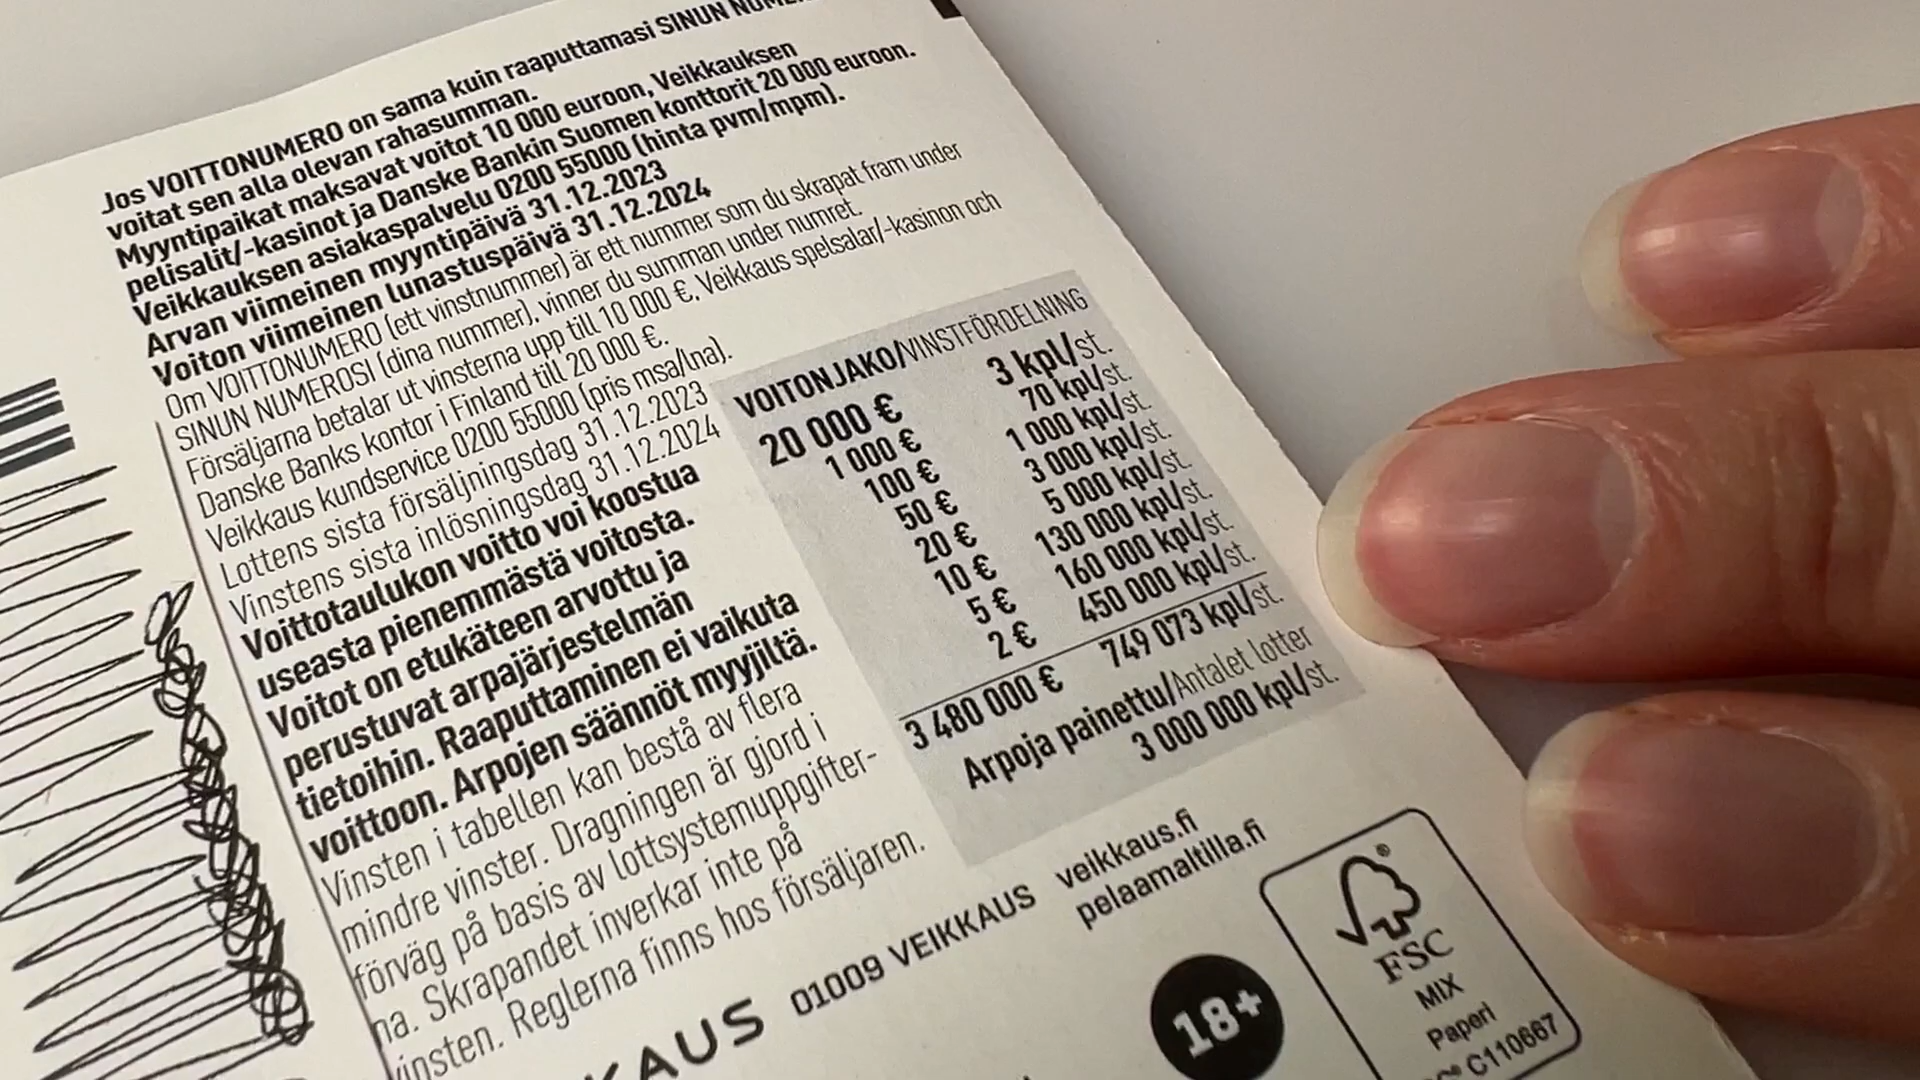 Jos VOITTONUMERO on sama kuin raaputtamasi SINUN
voitat sen alla olevan rahasumman.
Myyntipaikat maksavat voitot 10 000 euroon, Veikkauksen
pelisalit/-kasinot ja Danske Bankin Suomen konttorit 20 000 euroon.
Veikkauksen asiakaspalvelu 0200 55000 (hinta pvm/mpm).
Arvan viimeinen myyntipäivä 31.12.2023
Voiton viimeinen lunastuspäivä 31.12.2024
Om VOITTONUMERO (ett vinstnummer) är ett nummer som du skrapat fram under
SINUN NUMEROSI (dina nummer), vinner du summan under numret.
Försäljarna betalar ut vinsterna upp till 10 000 €, Veikkaus spelsalar/-kasinon och
Danske Banks kontor i Finland till 20 000 €.
Veikkaus kundservice 0200 55000 (pris msa/lna).
Lottens sista försäljningsdag 31.12.2023
Vinstens sista inlösningsdag 31.12.2024
Voittotaulukon voitto voi koostua
useasta pienemmästä voitosta.
Voitot on etukäteen arvottu ja
perustuvat arpajärjestelmän
tietoihin. Raaputtaminen ei vaikuta
voittoon. Arpojen säännöt myyjiltä.
Vinsten i tabellen kan bestå av flera
mindre vinster. Dragningen är gjord i
förväg på basis av lottsystemuppgifter-
na. Skrapandet inverkar inte på
vinsten. Reglerna finns hos försäljaren.
VOITONJAKO/VINSTFÖRDELNING
20 000 € 3 kpl/st.
1 000 € 70 kpl/st.
100 € 1 000 kpl/st.
50 € 3 000 kpl/st.
20 € 5 000 kpl/st.
10 € 130 000 kpl/st.
5 € 160 000 kpl/st.
2 € 450 000 kpl/st.
3 480 000 € 749 073 kpl/st.
Arpoja painettu/Antalet lotter
3 000 000 kpl/st.
KAUS 01009 VEIKKAUS
veikkaus.fi
pelaamaltilla.fi
18+
FSC
MIX
Paperi
C110667